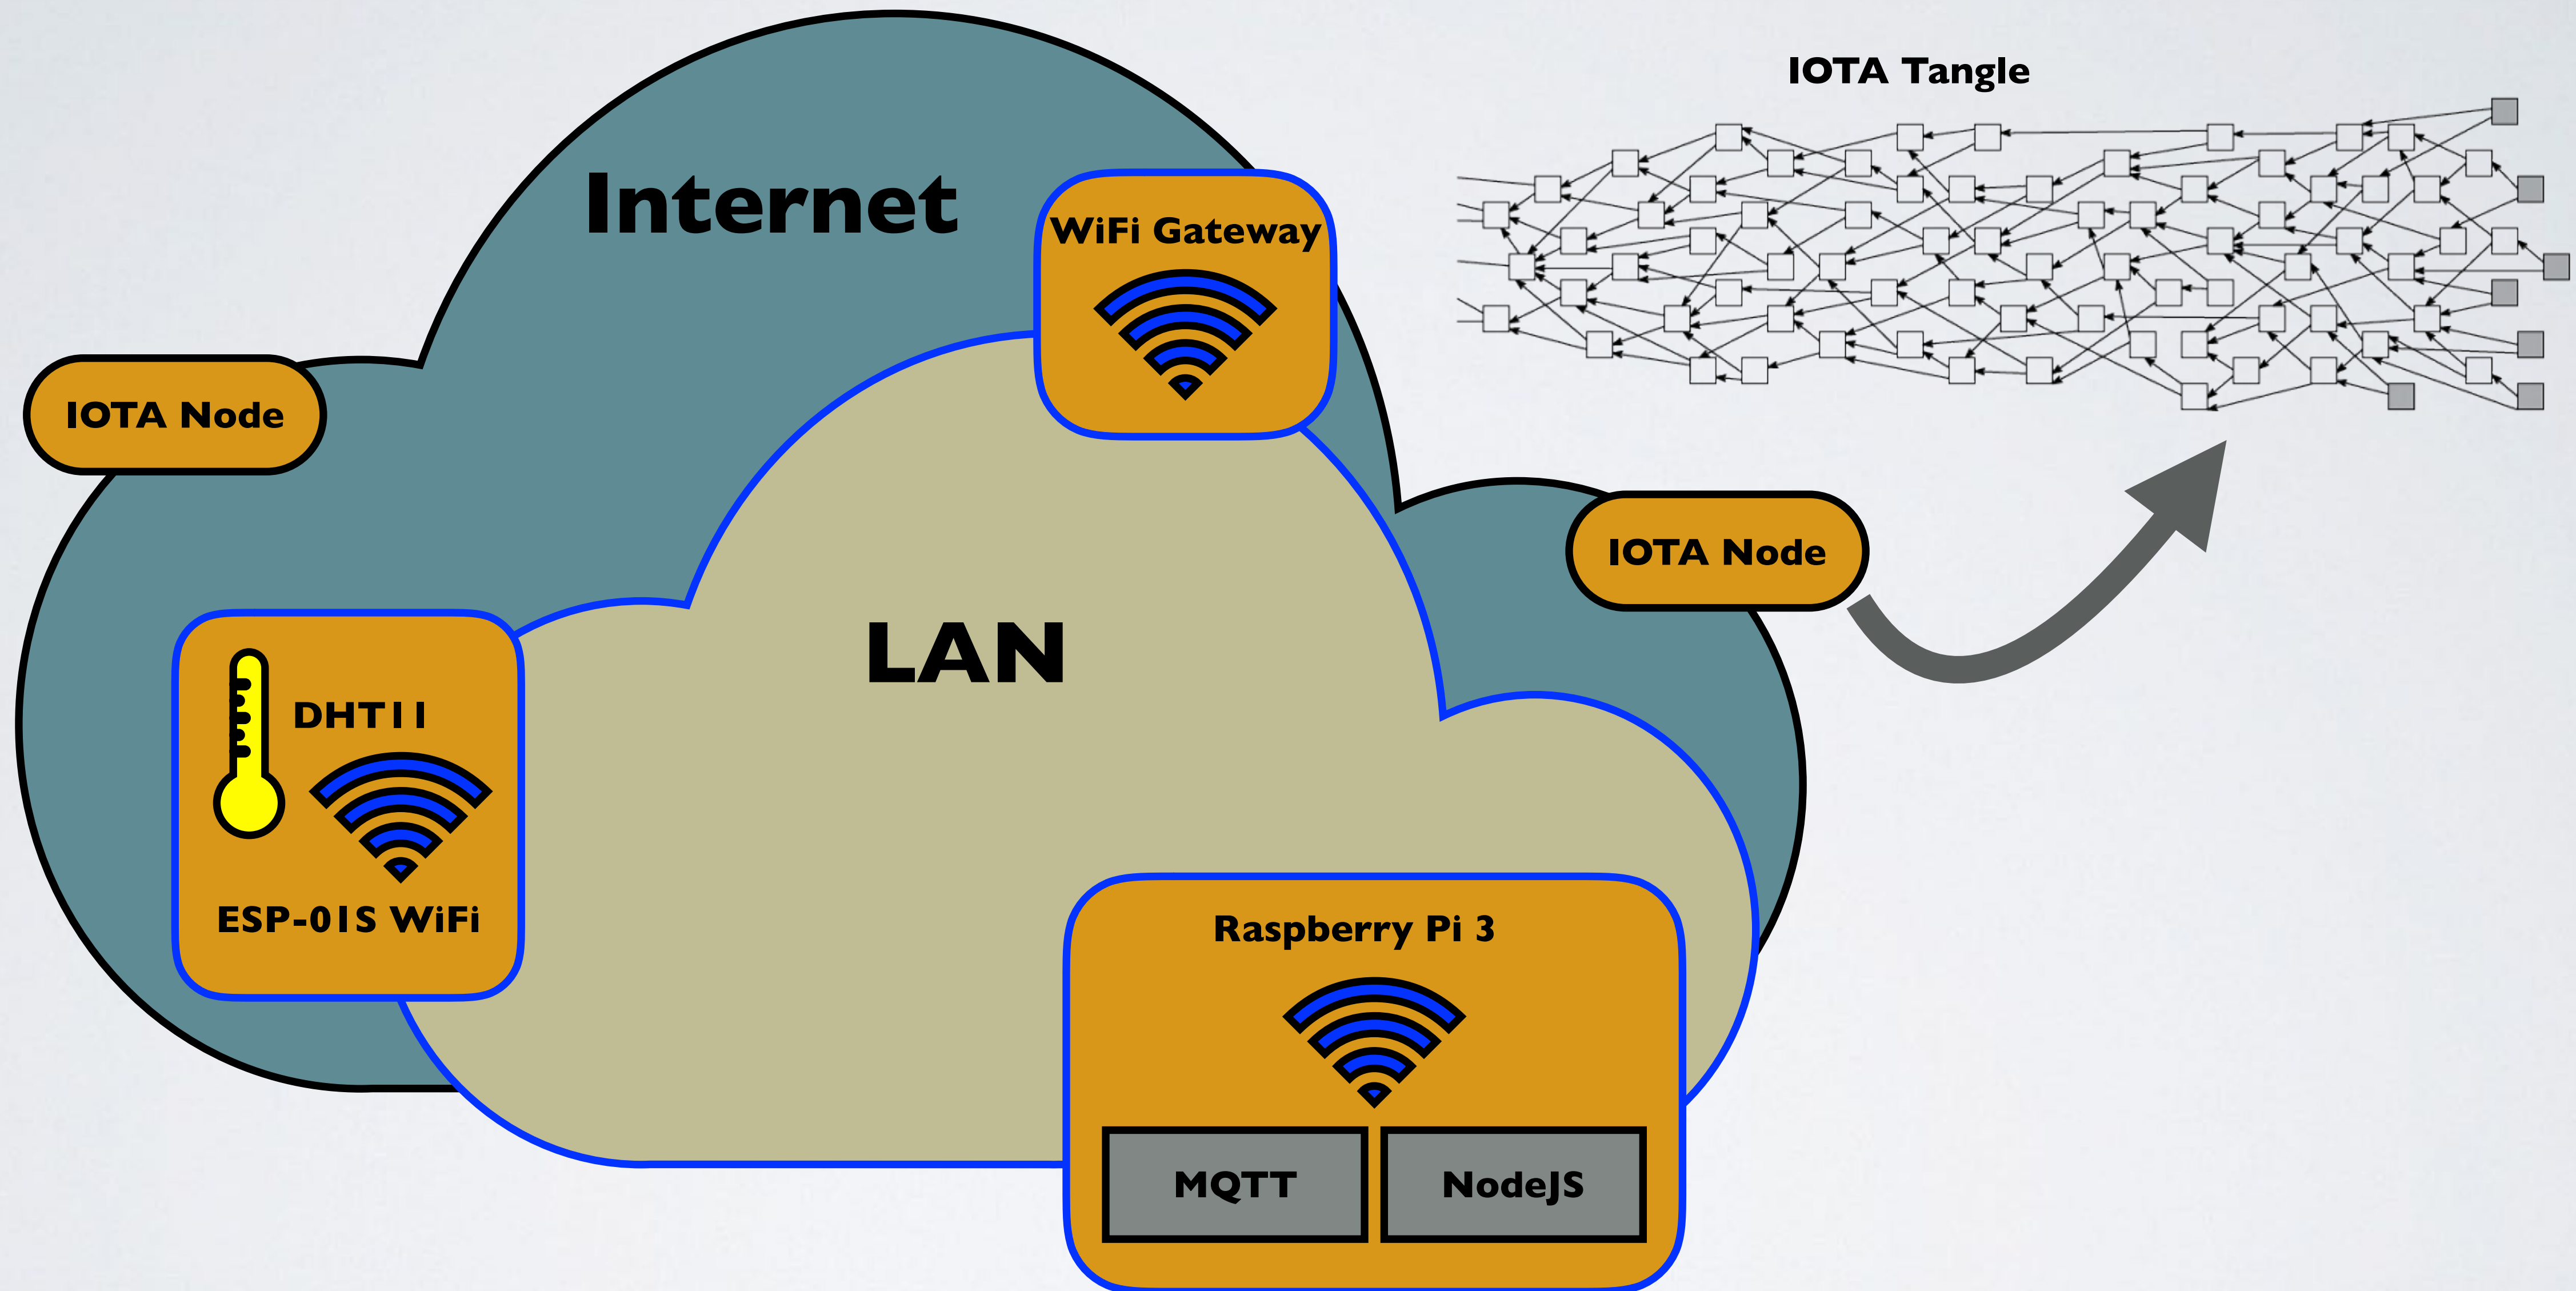 IOTA Tangle
Internet
WiFi Gateway
IOTA Node
IOTA Node
LAN
DHT11
ESP-01S WiFi
Raspberry Pi 3
MQTT
NodeJS